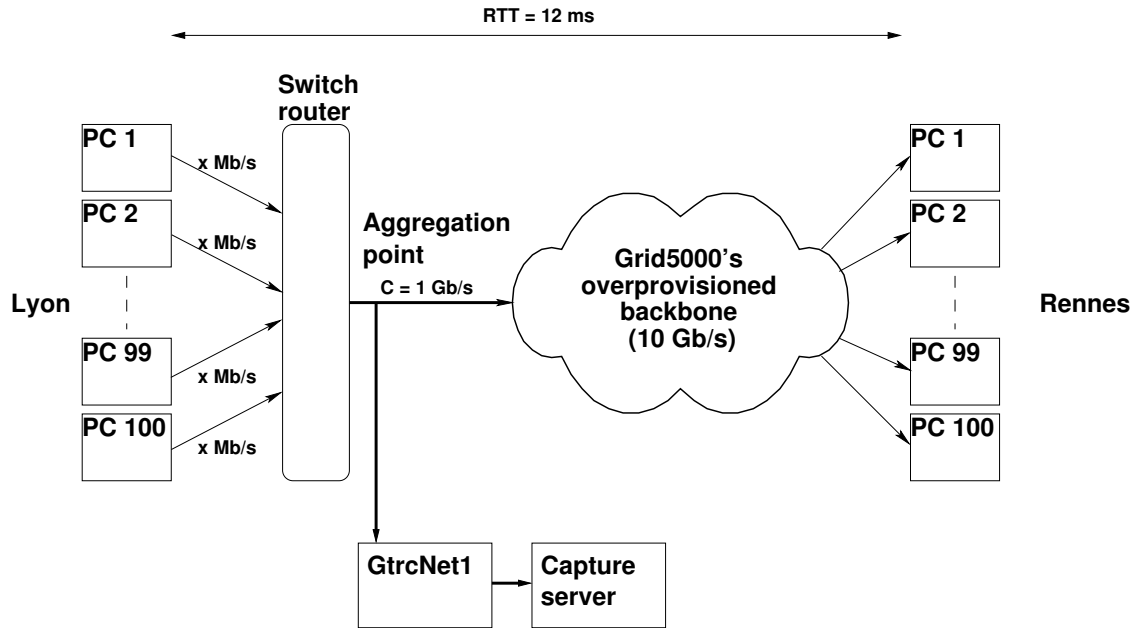 RTT = 12 ms
Switch
router
PC 1
x Mb/s
PC 2
x Mb/s
Lyon
PC 99
x Mb/s
PC 100
x Mb/s
Aggregation
point
C = 1 Gb/s
Grid5000's
overprovisioned
backbone
(10 Gb/s)
PC 1
PC 2
Rennes
PC 99
PC 100
GtrcNet1
Capture
server